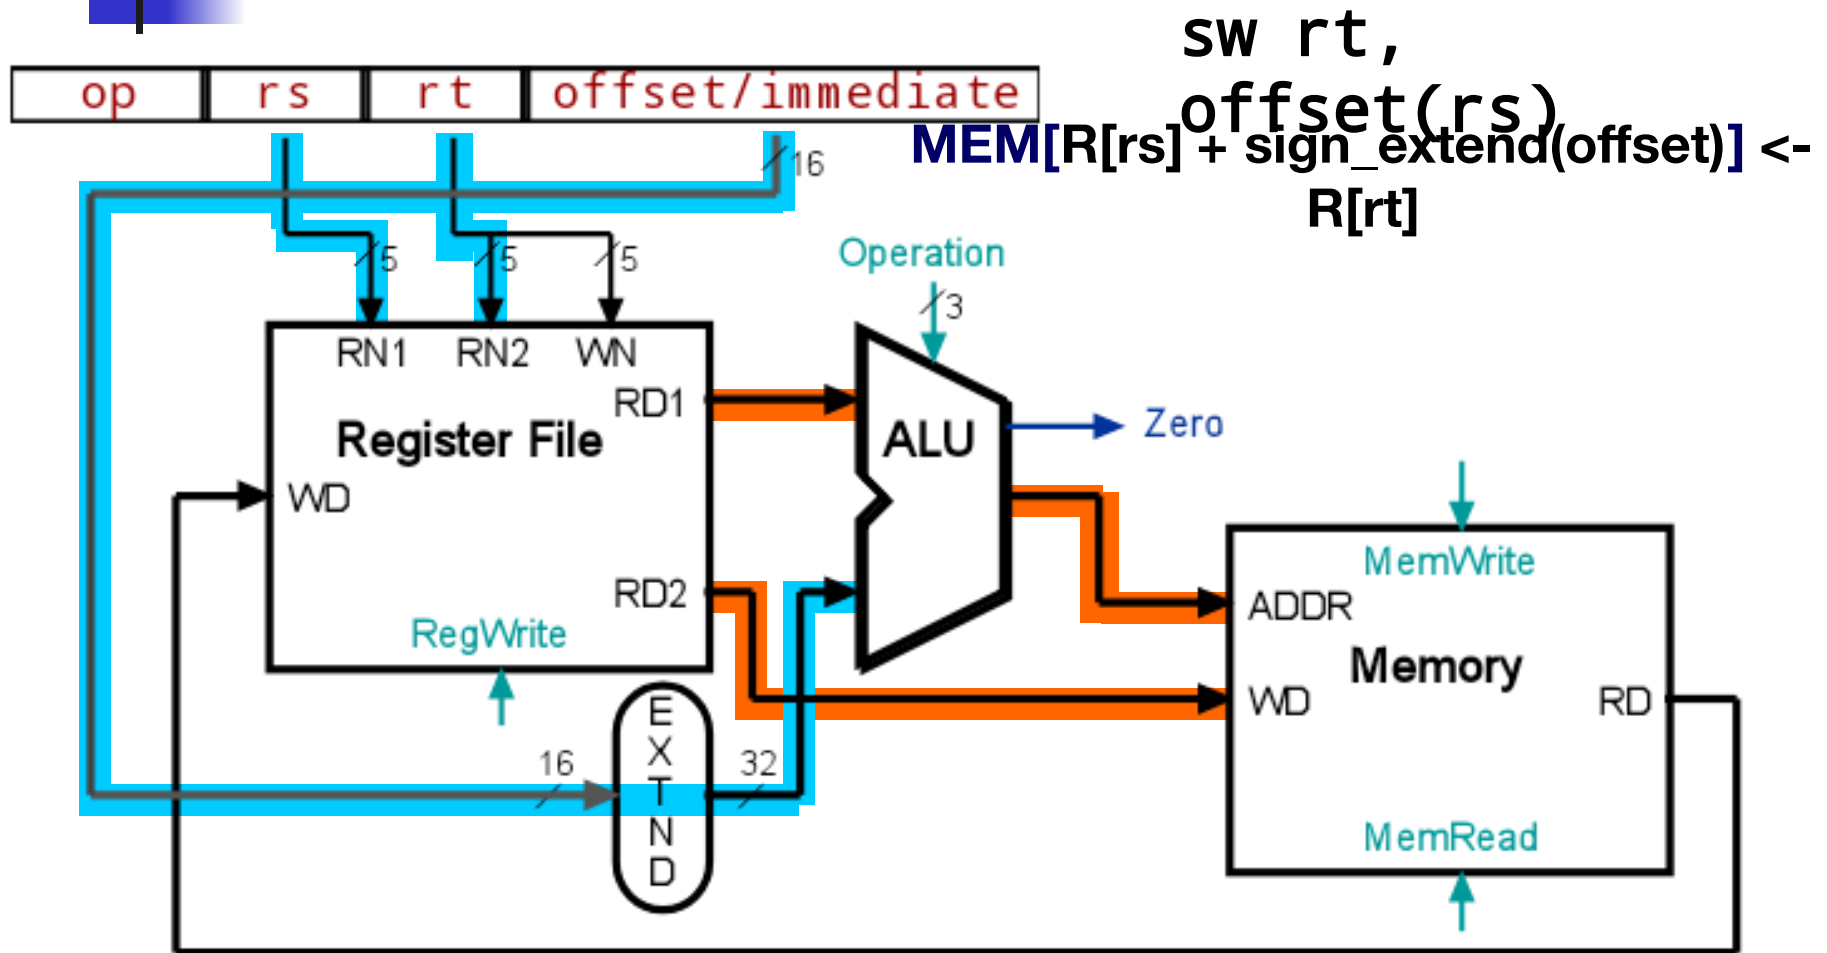 sw rt,
offset(rs)
op rs rt offset/immediate
MEM[R[rs] + sign_extend(offset)] <-
R[rt]
16
5 5 5
Operation
3
RN1 RN2 WN
RD1
Register File
ALU
Zero
WD
RD2
RegWrite
MemWrite
ADDR
Memory
WD
RD
16
EXTND
32
MemRead